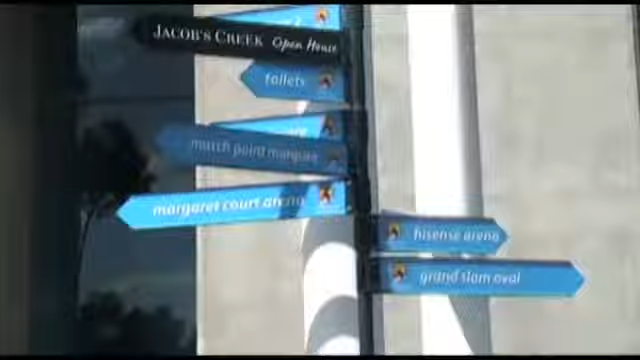 Jacob's Creek Open House
toilets
match point marquee
margaret court arena
hisense arena
grand slam oval